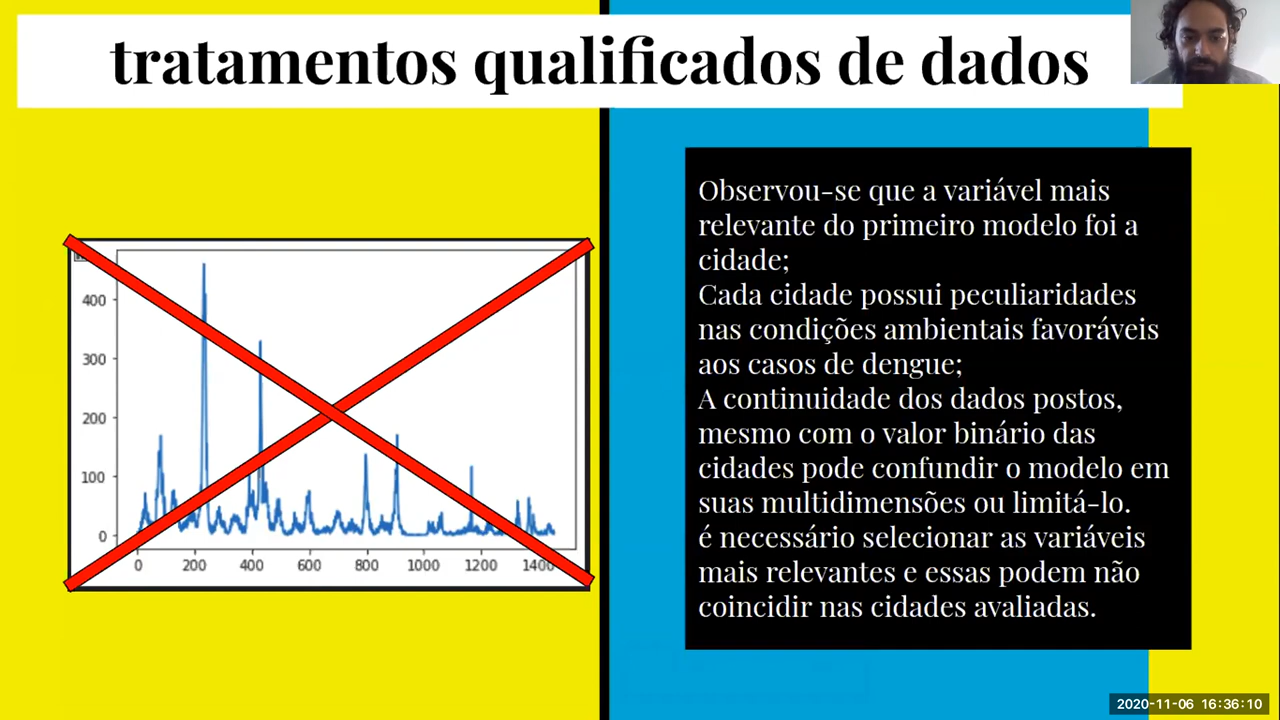 tratamentos qualificados de dados
Observou-se que a variável mais
relevante do primeiro modelo foi a
cidade;
Cada cidade possui peculiaridades
nas condições ambientais favoráveis
aos casos de dengue;
A continuidade dos dados postos,
mesmo com o valor binário das
cidades pode confundir o modelo em
suas multidimensões ou limitá-lo.
é necessário selecionar as variáveis
mais relevantes e essas podem não
coincidir nas cidades avaliadas.
400
300
200
100
0
0 200 400 600 800 1000 1200 1400
2020-11-06 16:36:10